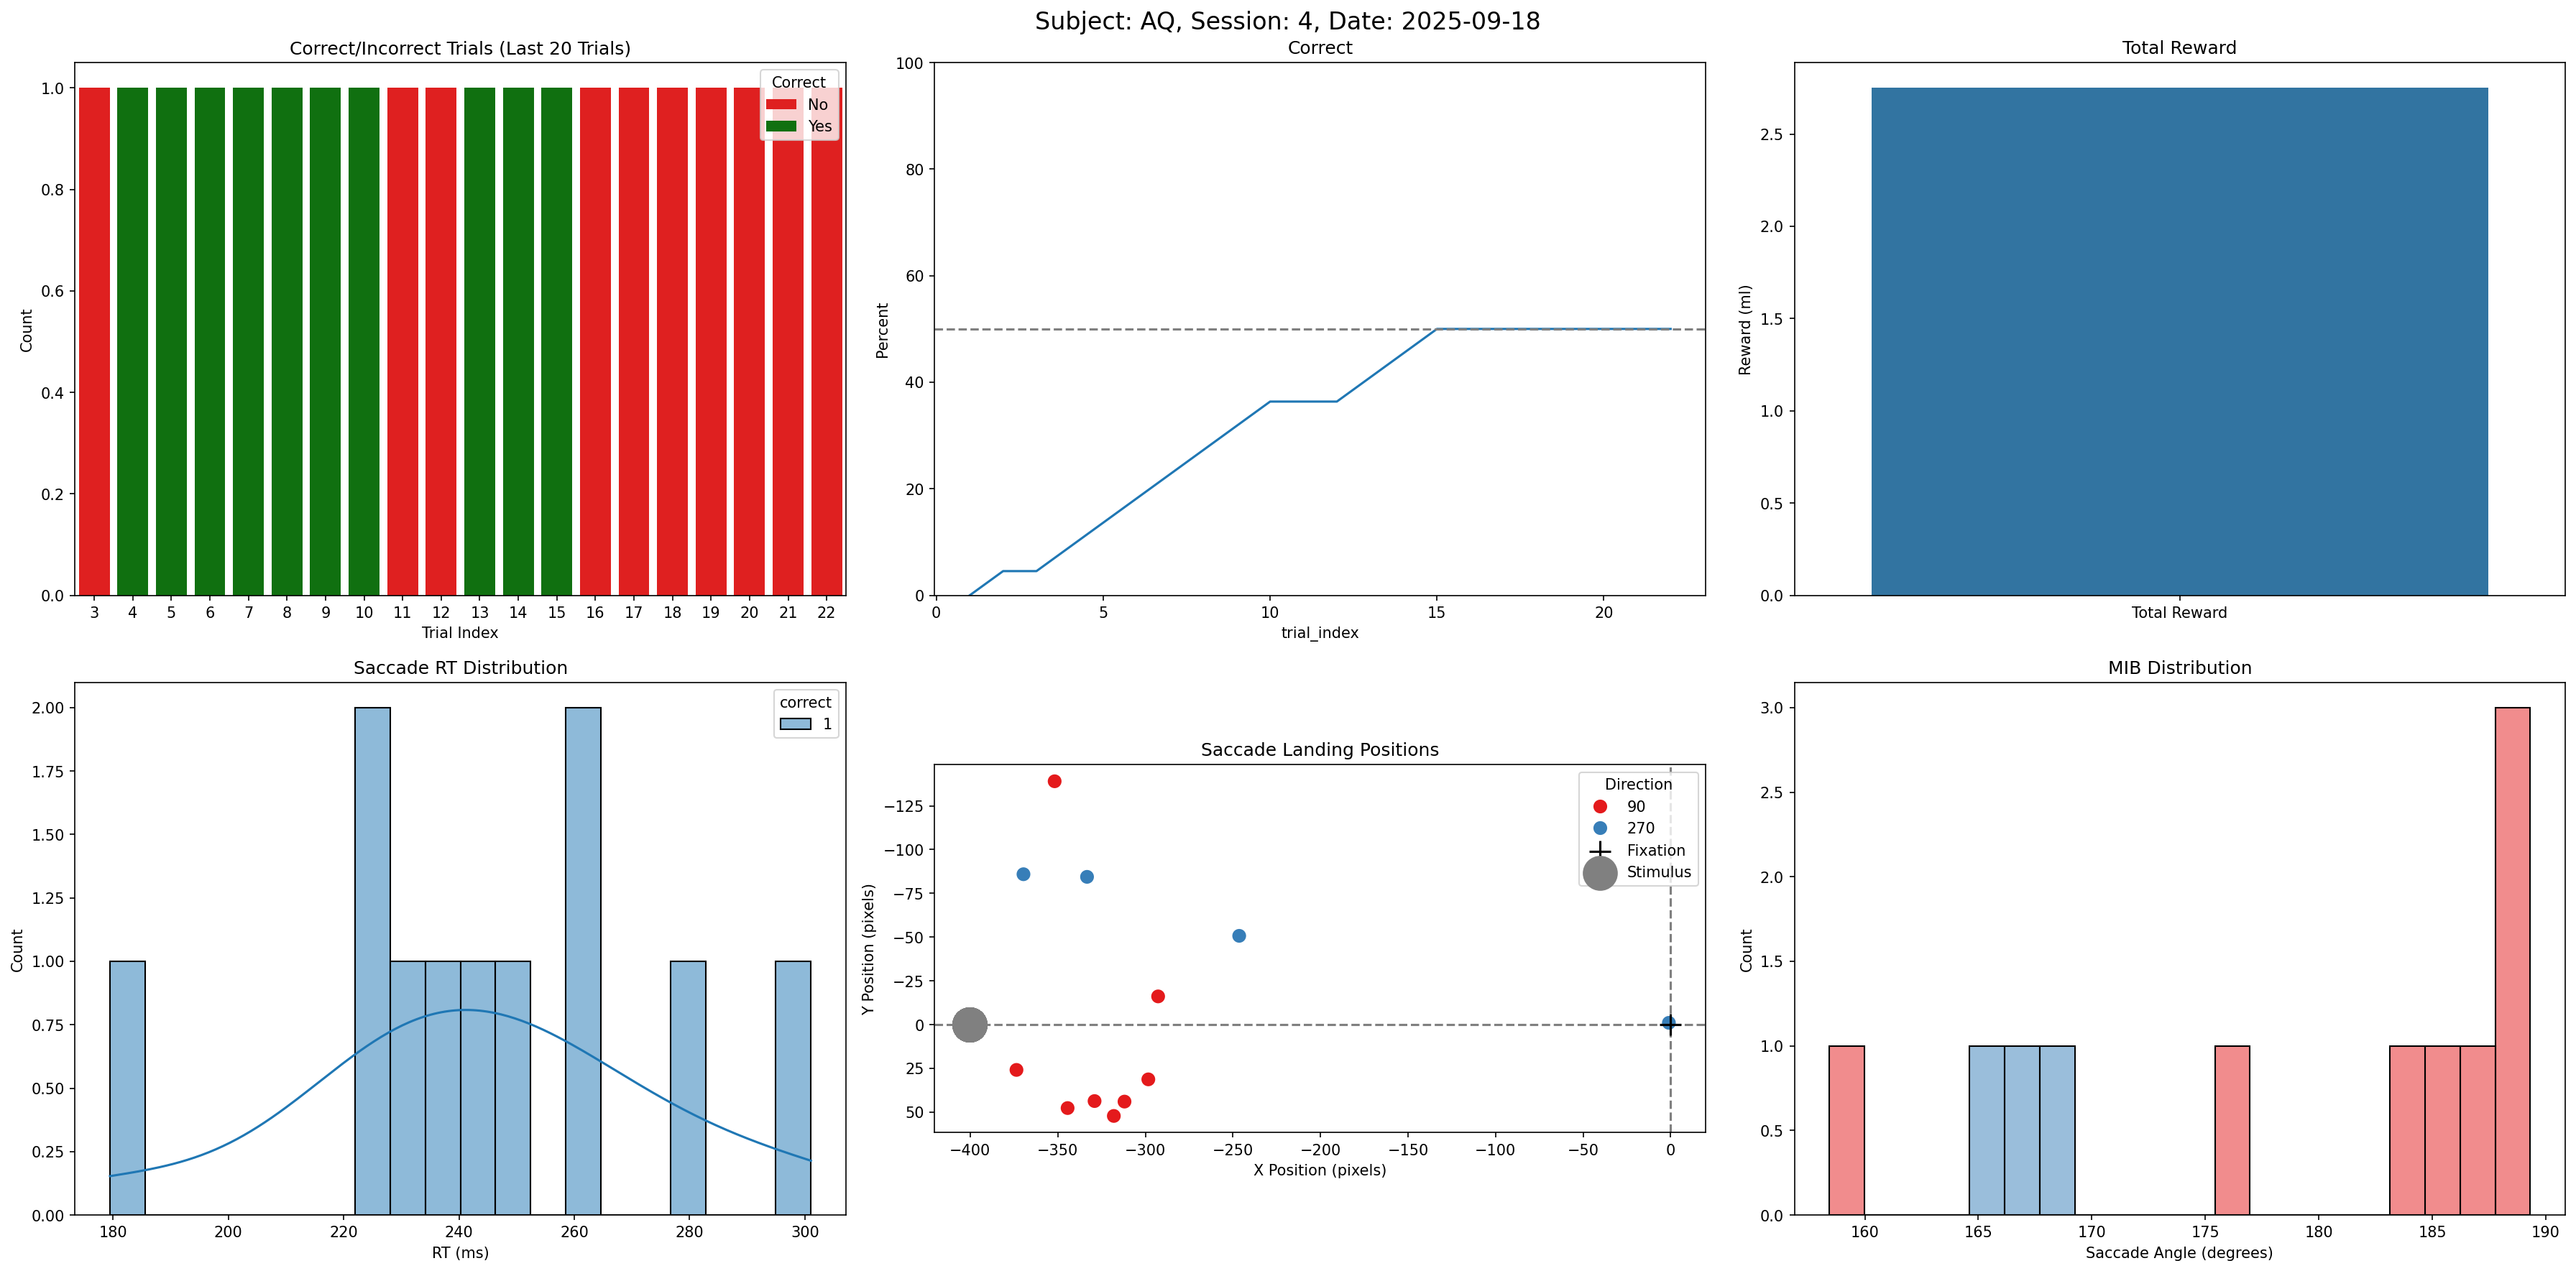 Subject: AQ, Session: 4, Date: 2025-09-18
Correct/Incorrect Trials (Last 20 Trials)
Count
1.0
0.8
0.6
0.4
0.2
0.0
Correct
No
Yes
3 4 5 6 7 8 9 10 11 12 13 14 15 16 17 18 19 20 21 22
Trial Index
Correct
Percent
100
80
60
40
20
0
0 5 10 15 20
trial_index
Total Reward
Reward (ml)
2.5
2.0
1.5
1.0
0.5
0.0
Total Reward
Saccade RT Distribution
Count
2.00
1.75
1.50
1.25
1.00
0.75
0.50
0.25
0.00
correct
1
180 200 220 240 260 280 300
RT (ms)
Saccade Landing Positions
Y Position (pixels)
−125
−100
−75
−50
−25
0
25
50
Direction
90
270
Fixation
Stimulus
−400 −350 −300 −250 −200 −150 −100 −50 0
X Position (pixels)
MIB Distribution
Count
3.0
2.5
2.0
1.5
1.0
0.5
0.0
160 165 170 175 180 185 190
Saccade Angle (degrees)